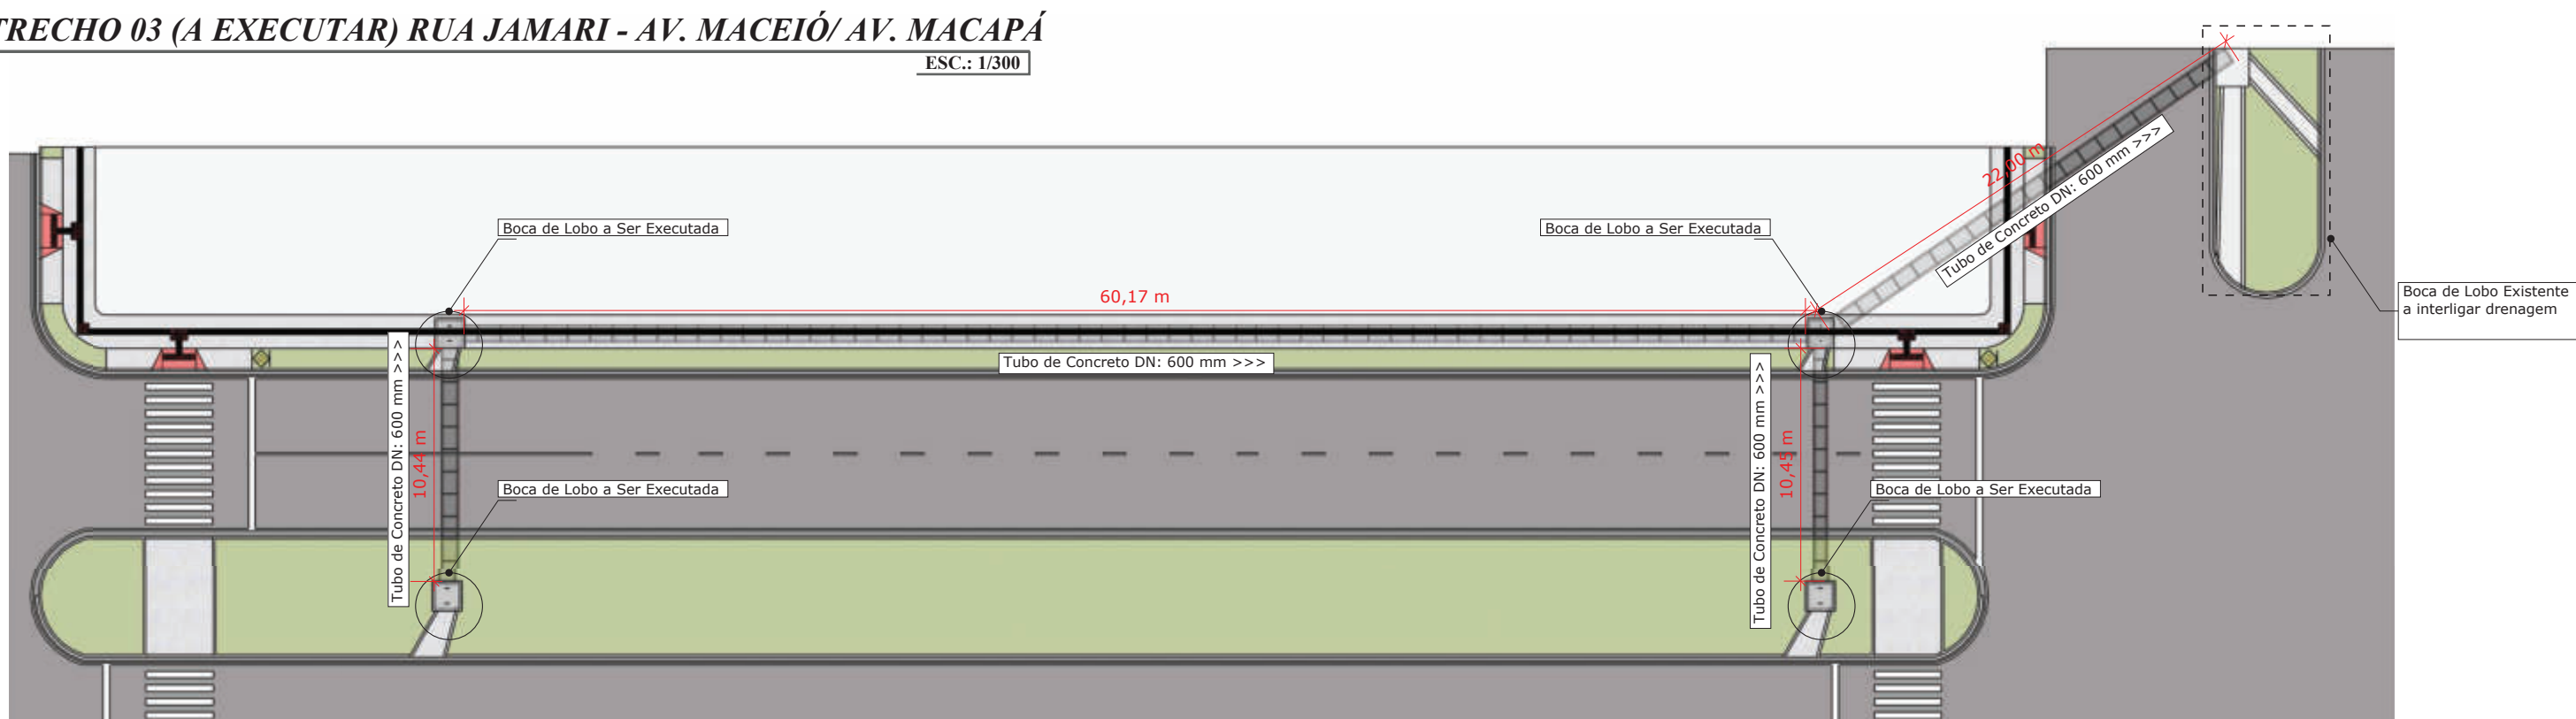 TRECHO 03 (A EXECUTAR) RUA JAMARI - AV. MACEIÓ/ AV. MACAPÁ
ESC.: 1/300
22,00 m
Tubo de Concreto DN: 600 mm >>>
Boca de Lobo a Ser Executada
Boca de Lobo a Ser Executada
60,17 m
Boca de Lobo Existente
a interligar drenagem
Tubo de Concreto DN: 600 mm >>>
Tubo de Concreto DN: 600 mm >>>
10,44 m
Tubo de Concreto DN: 600 mm >>>
10,45 m
Boca de Lobo a Ser Executada
Boca de Lobo a Ser Executada